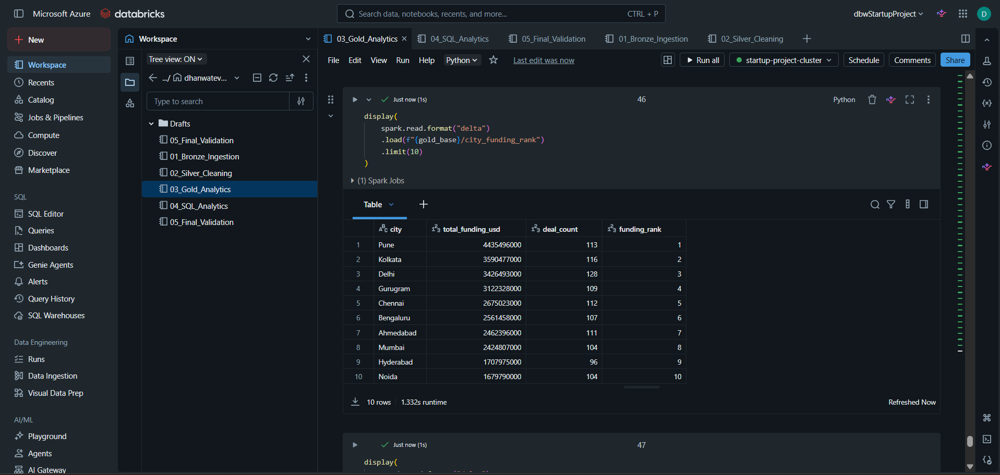 Microsoft Azure databricks
Search data, notebooks, recents, and more... CTRL + P
dbwStartupProject
D
New
Workspace
Recents
Catalog
Jobs & Pipelines
Compute
Discover
Marketplace
SQL
SQL Editor
Queries
Dashboards
Genie Agents
Alerts
Query History
SQL Warehouses
Data Engineering
Runs
Data Ingestion
Visual Data Prep
AI/ML
Playground
Agents
AI Gateway
Workspace
Tree view: ON
.../ dhanwatev...
Type to search
Drafts
05_Final_Validation
01_Bronze_Ingestion
02_Silver_Cleaning
03_Gold_Analytics
04_SQL_Analytics
05_Final_Validation
03_Gold_Analytics 04_SQL_Analytics 05_Final_Validation 01_Bronze_Ingestion 02_Silver_Cleaning
File Edit View Run Help Python Last edit was now Run all startup-project-cluster Schedule Comments Share
Just now (1s) 46 Python
display(
spark.read.format("delta")
.load(f"{gold_base}/city_funding_rank")
.limit(10)
)
(1) Spark Jobs
Table
city total_funding_usd deal_count funding_rank
1 Pune 4435496000 113 1
2 Kolkata 3590477000 116 2
3 Delhi 3426493000 128 3
4 Gurugram 3122328000 109 4
5 Chennai 2675023000 112 5
6 Bengaluru 2561458000 107 6
7 Ahmedabad 2462396000 111 7
8 Mumbai 2424807000 104 8
9 Hyderabad 1707975000 96 9
10 Noida 1679790000 104 10
10 rows 1.332s runtime Refreshed Now
Just now (1s) 47
display(